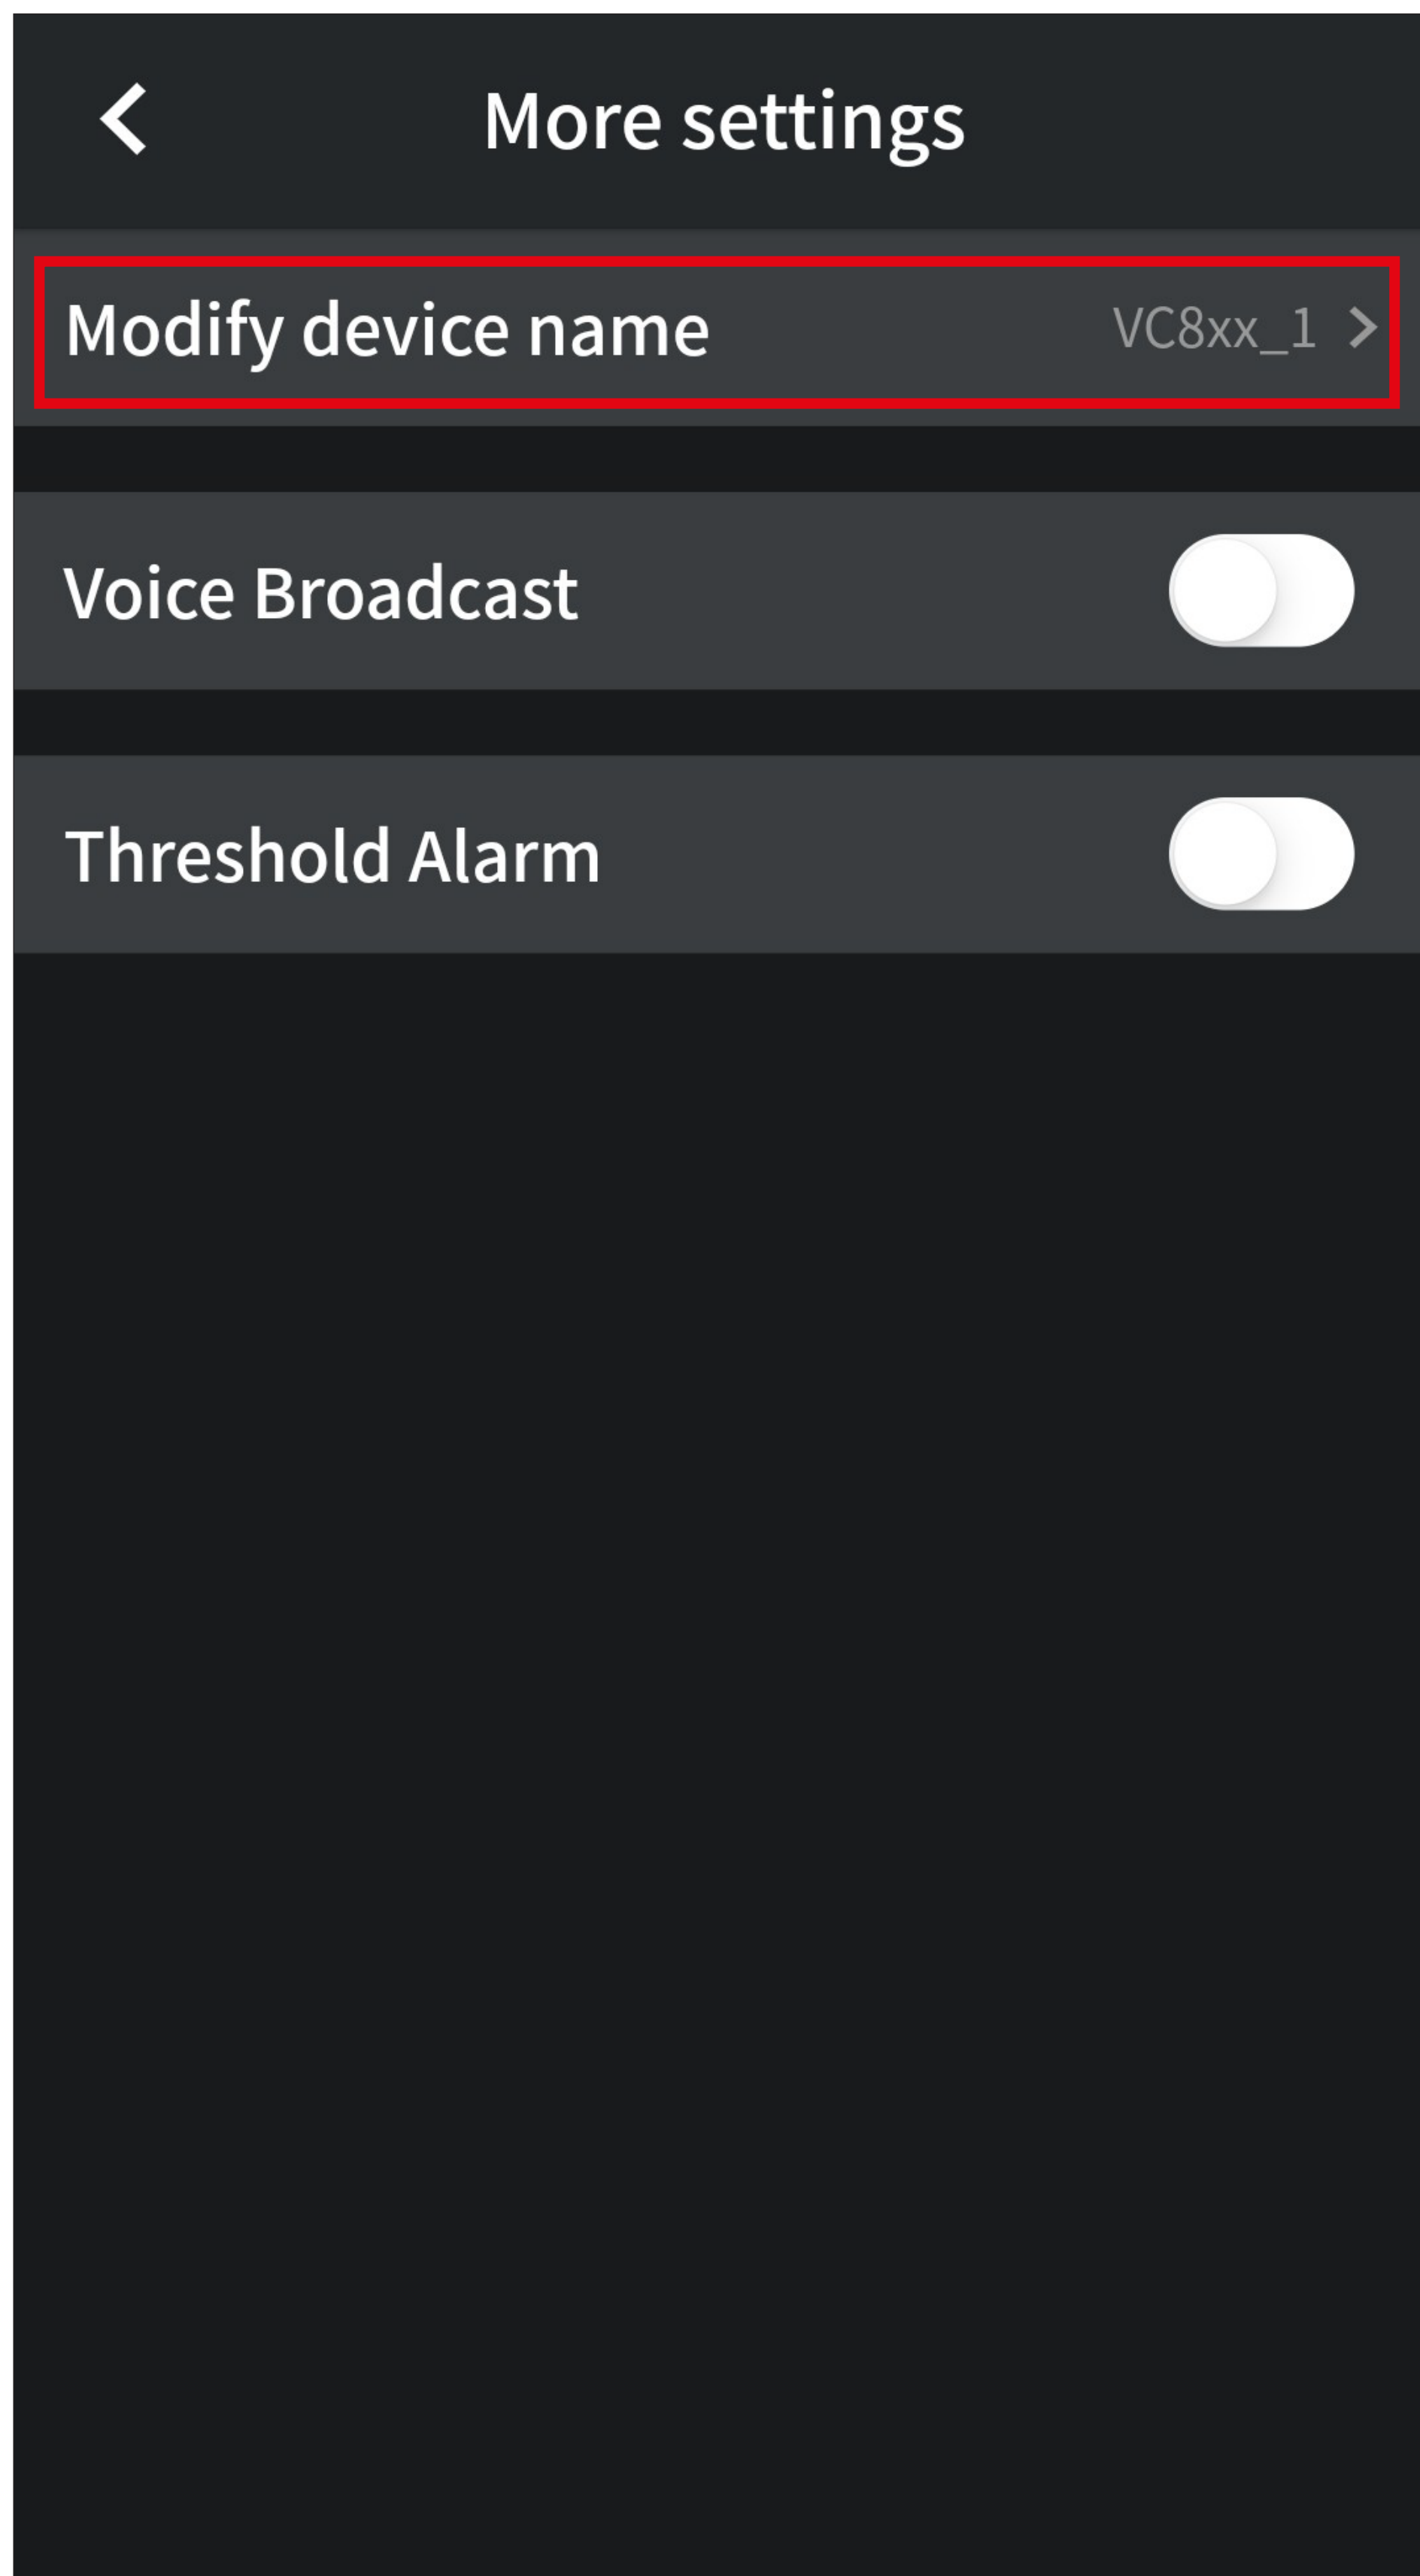 More settings
Modify device name VC8xx_1
Voice Broadcast
Threshold Alarm